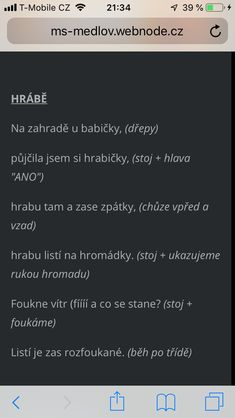 T-Mobile CZ 21:34 39 %
ms-medlov.webnode.cz
HRÁBĚ
Na zahradě u babičky, (dřepy)
půjčila jsem si hrabičky, (stoj + hlava
"ANO")
hrabu tam a zase zpátky, (chůze vpřed a
vzad)
hrabu listí na hromádky. (stoj + ukazujeme
rukou hromadu)
Foukne vítr (fííí a co se stane? (stoj +
foukáme)
Listí je zas rozfoukané. (běh po třídě)